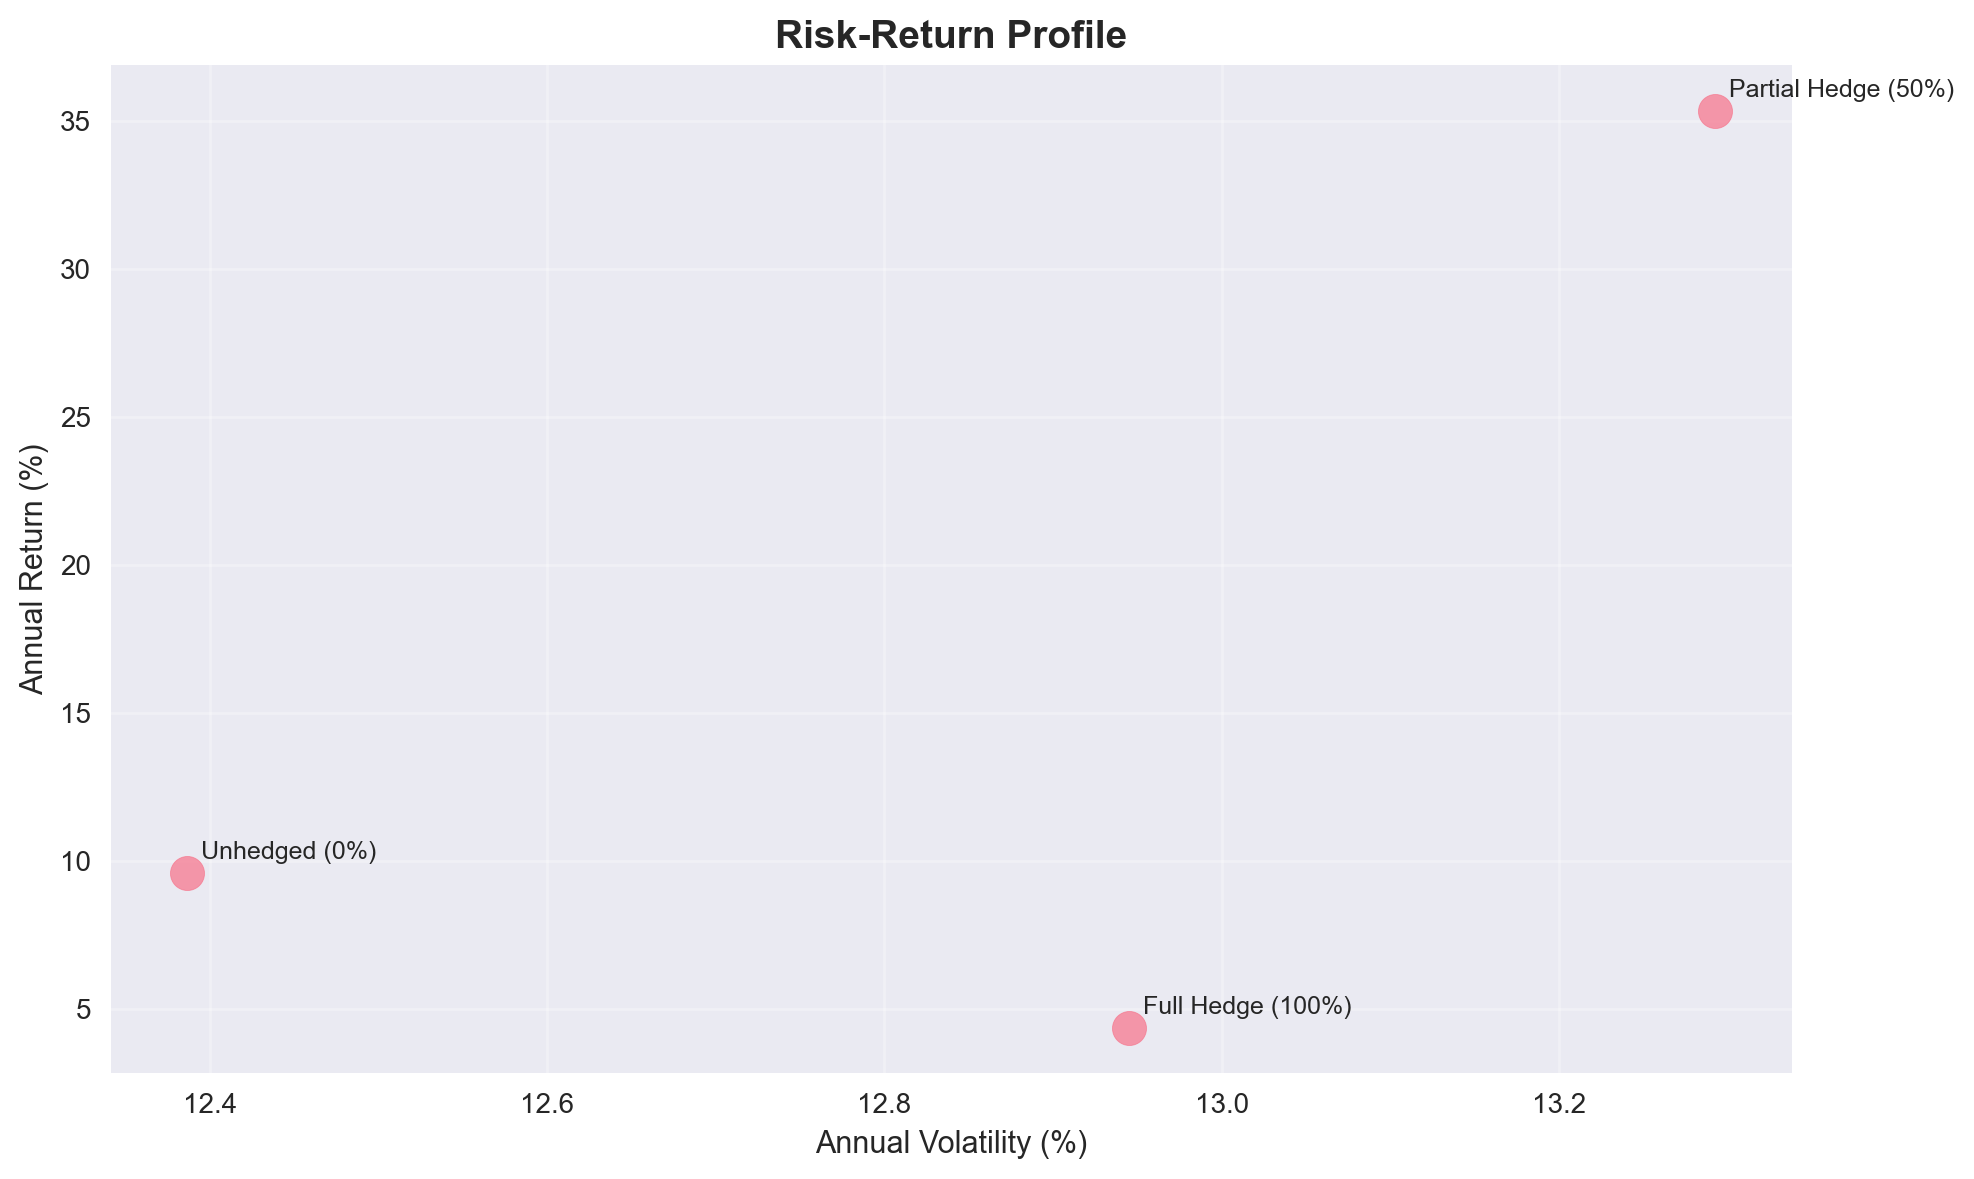 Risk-Return Profile
Partial Hedge (50%)
35
30
25
20
15
10
5
Annual Return (%)
Unhedged (0%)
Full Hedge (100%)
12.4 12.6 12.8 13.0 13.2
Annual Volatility (%)